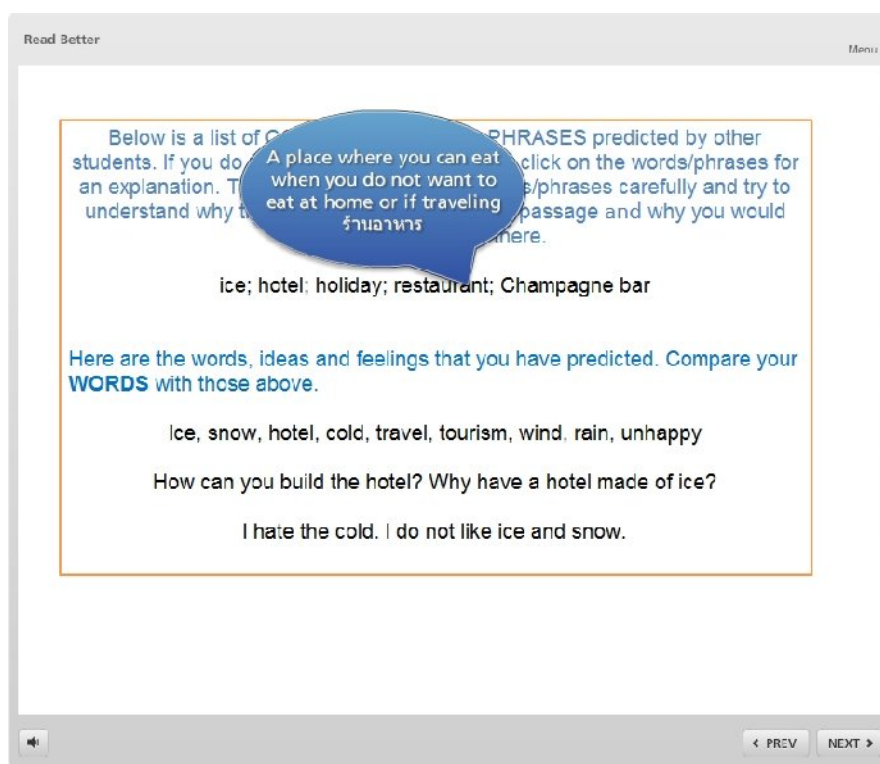 Read Better
Menu
Below is a list of PHRASES predicted by other
students. If you do click on the words/phrases for
an explanation. s/phrases carefully and try to
understand why passage and why you would
here.
A place where you can eat
when you do not want to
eat at home or if traveling
ร้านอาหาร
ice; hotel; holiday; restaurant; Champagne bar
Here are the words, ideas and feelings that you have predicted. Compare your
WORDS with those above.
Ice, snow, hotel, cold, travel, tourism, wind, rain, unhappy
How can you build the hotel? Why have a hotel made of ice?
I hate the cold. I do not like ice and snow.
PREV
NEXT